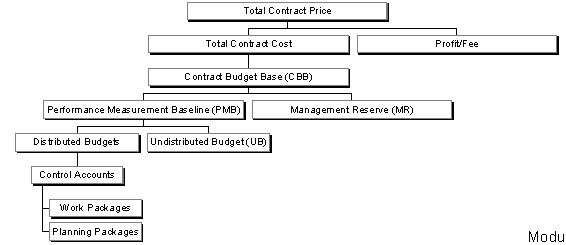 Total Contract Price
Total Contract Cost
Profit/Fee
Contract Budget Base (CBB)
Performance Measurement Baseline (PMB)
Management Reserve (MR)
Distributed Budgets
Undistributed Budget (UB)
Control Accounts
Work Packages
Planning Packages
Modu